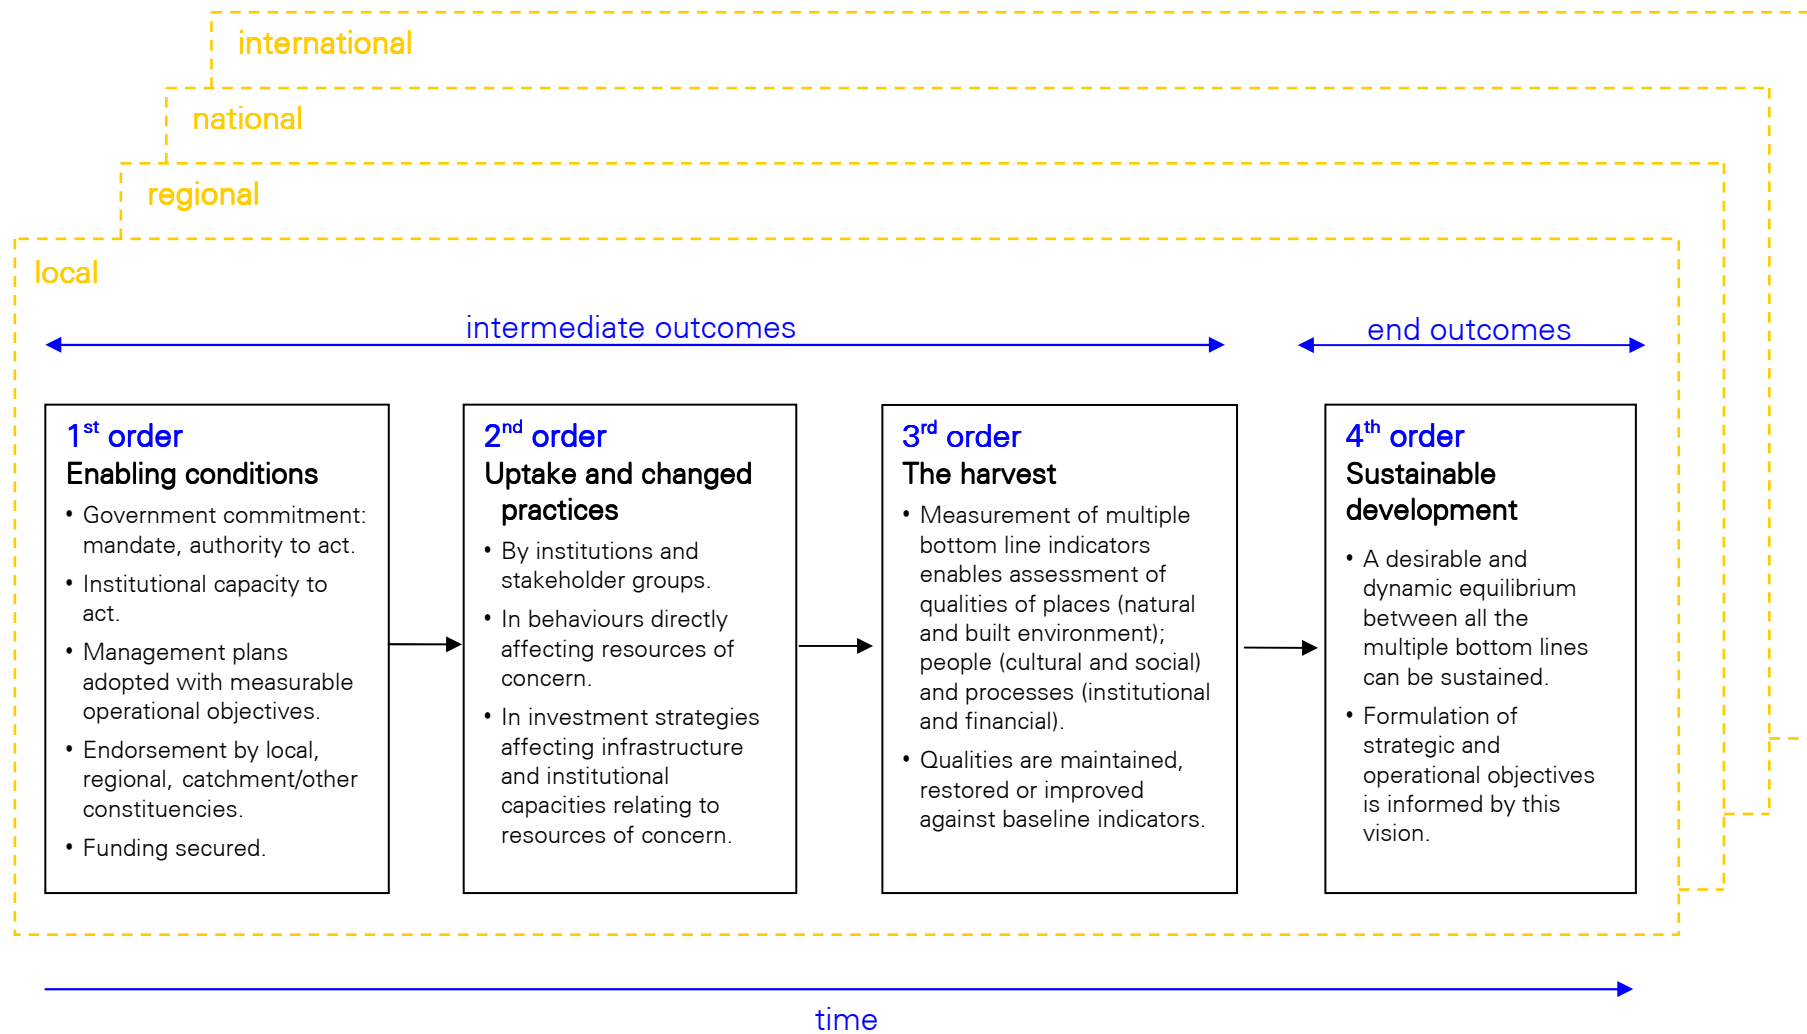 international
national
regional
local
intermediate outcomes
end outcomes
1st order
Enabling conditions
• Government commitment:
mandate, authority to act.
• Institutional capacity to
act.
• Management plans
adopted with measurable
operational objectives.
• Endorsement by local,
regional, catchment/other
constituencies.
• Funding secured.
2nd order
Uptake and changed
practices
• By institutions and
stakeholder groups.
• In behaviours directly
affecting resources of
concern.
• In investment strategies
affecting infrastructure
and institutional
capacities relating to
resources of concern.
3rd order
The harvest
• Measurement of multiple
bottom line indicators
enables assessment of
qualities of places (natural
and built environment);
people (cultural and social)
and processes (institutional
and financial).
• Qualities are maintained,
restored or improved
against baseline indicators.
4th order
Sustainable
development
• A desirable and
dynamic equilibrium
between all the
multiple bottom lines
can be sustained.
• Formulation of
strategic and
operational objectives
is informed by this
vision.
time